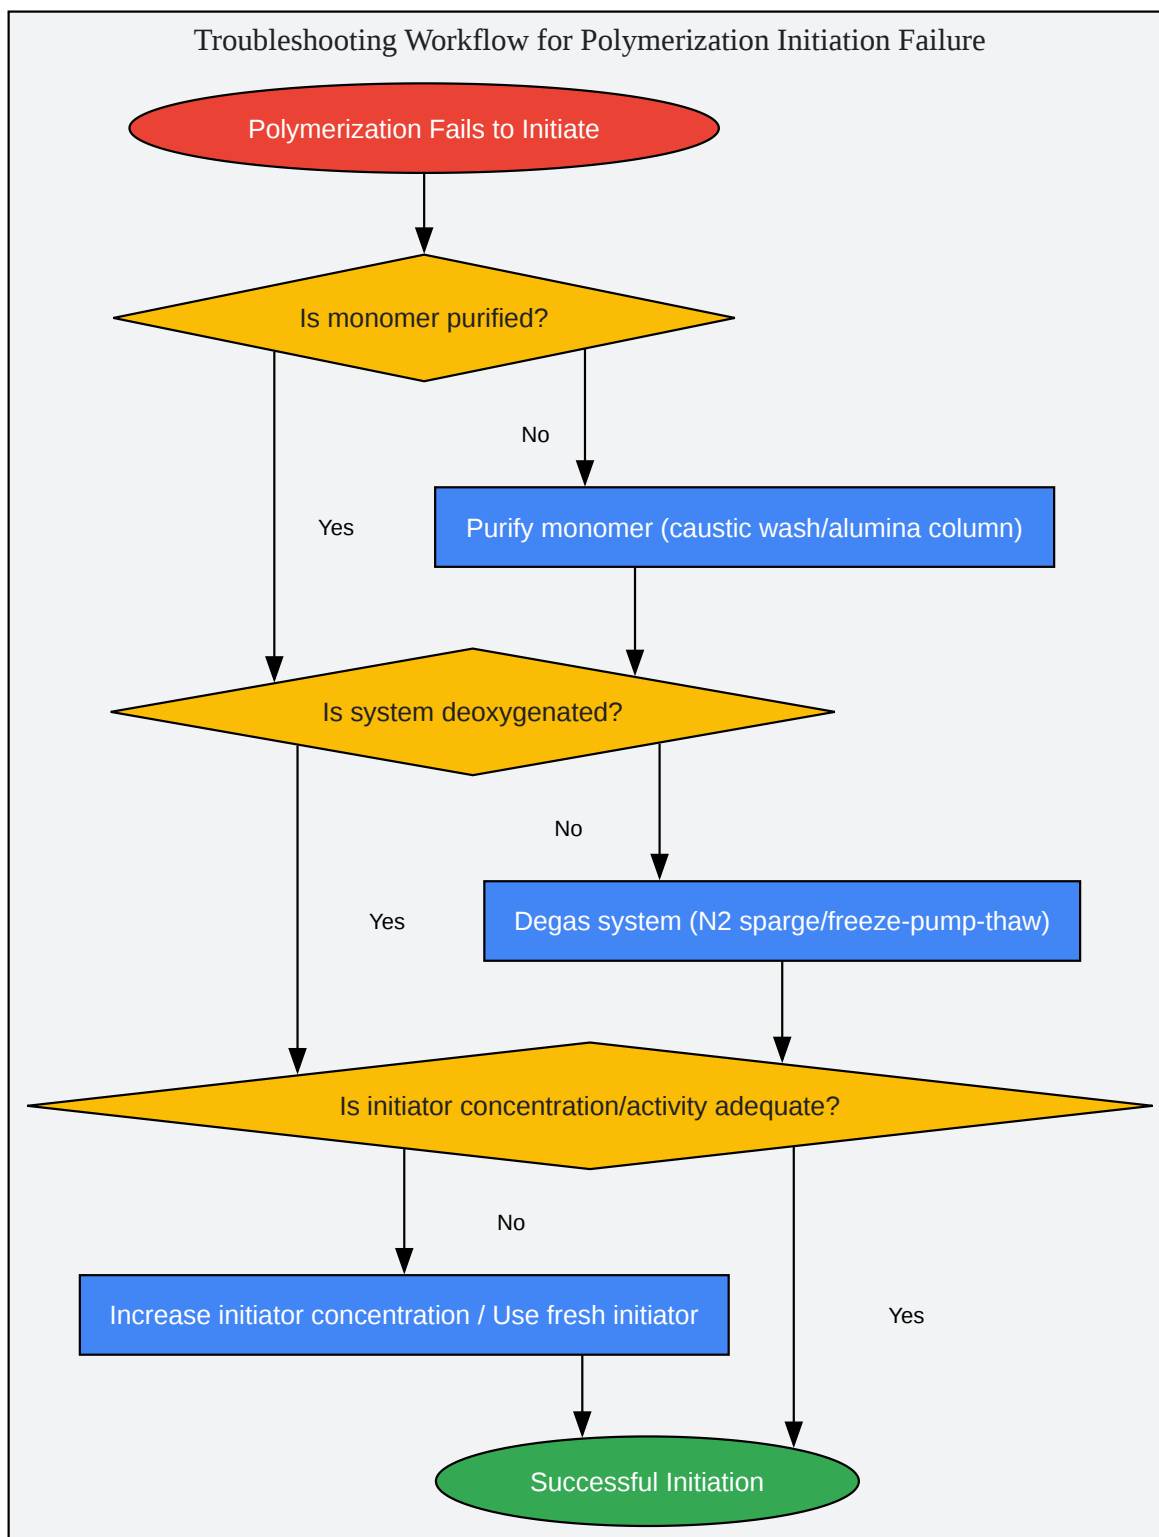 Troubleshooting Workflow for Polymerization Initiation Failure
Polymerization Fails to Initiate
Is monomer purified?
No
Yes
Purify monomer (caustic wash/alumina column)
Is system deoxygenated?
No
Yes
Degas system (N2 sparge/freeze-pump-thaw)
Is initiator concentration/activity adequate?
No
Increase initiator concentration / Use fresh initiator
Yes
Successful Initiation